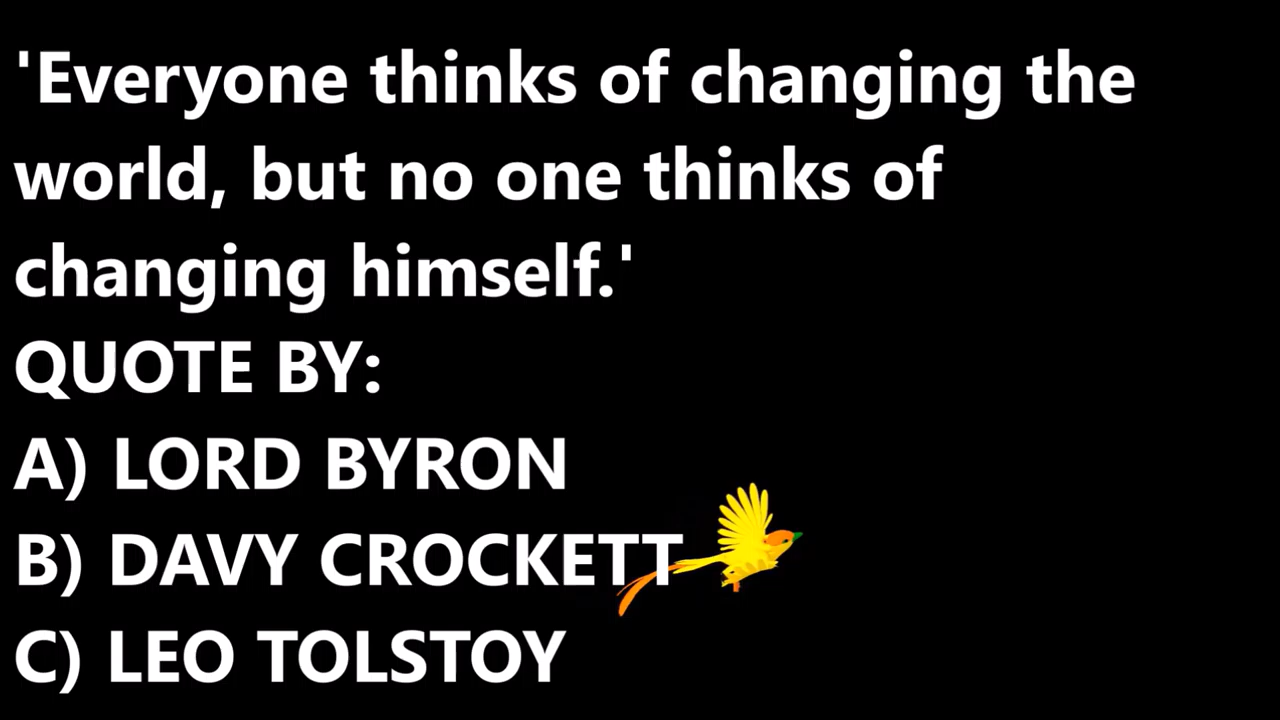 'Everyone thinks of changing the
world, but no one thinks of
changing himself.'
QUOTE BY:
A) LORD BYRON
B) DAVY CROCKETT
C) LEO TOLSTOY